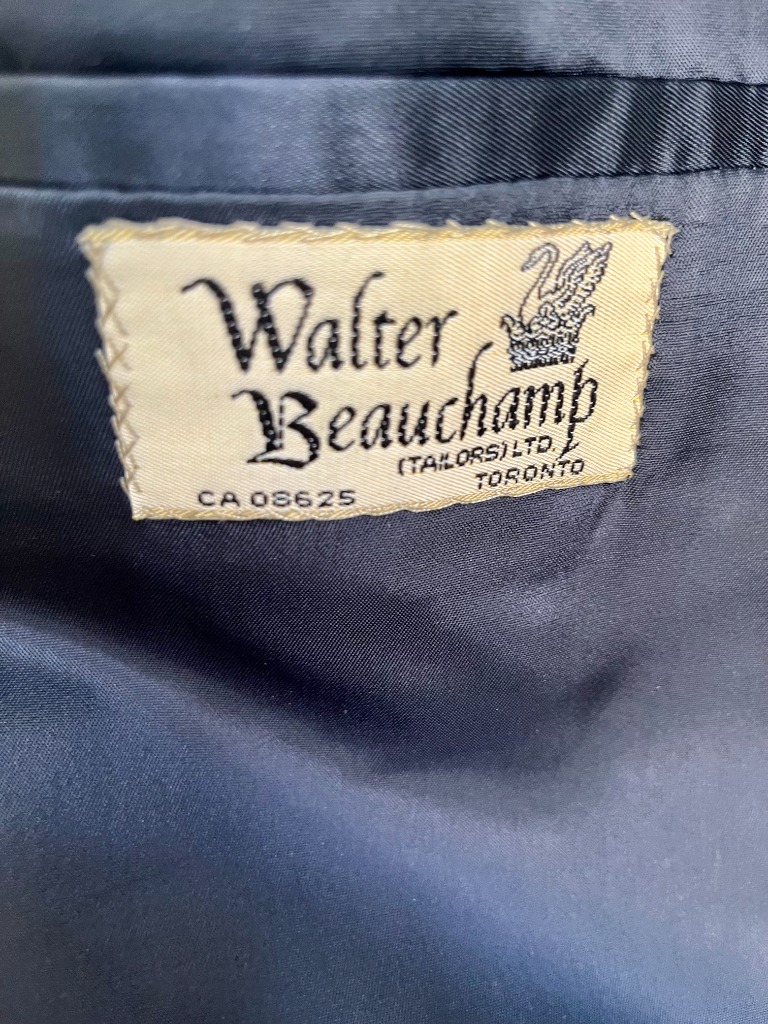 Walter
Beauchamp
(TAILORS) LTD.
TORONTO
CA 08625